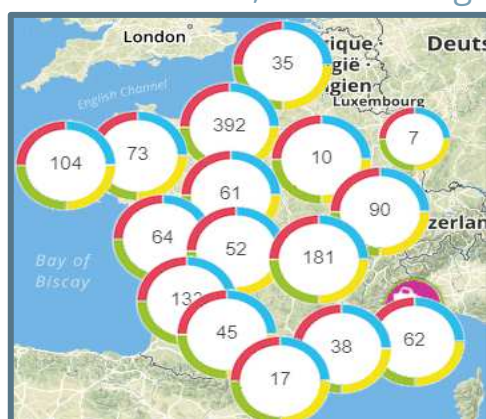 London
Deuts
35
rique
gië
gien
English Channel
Luxembourg
392
7
104
73
10
61
90
64
52
zerlan
181
Bay of
Biscay
45
38
62
17